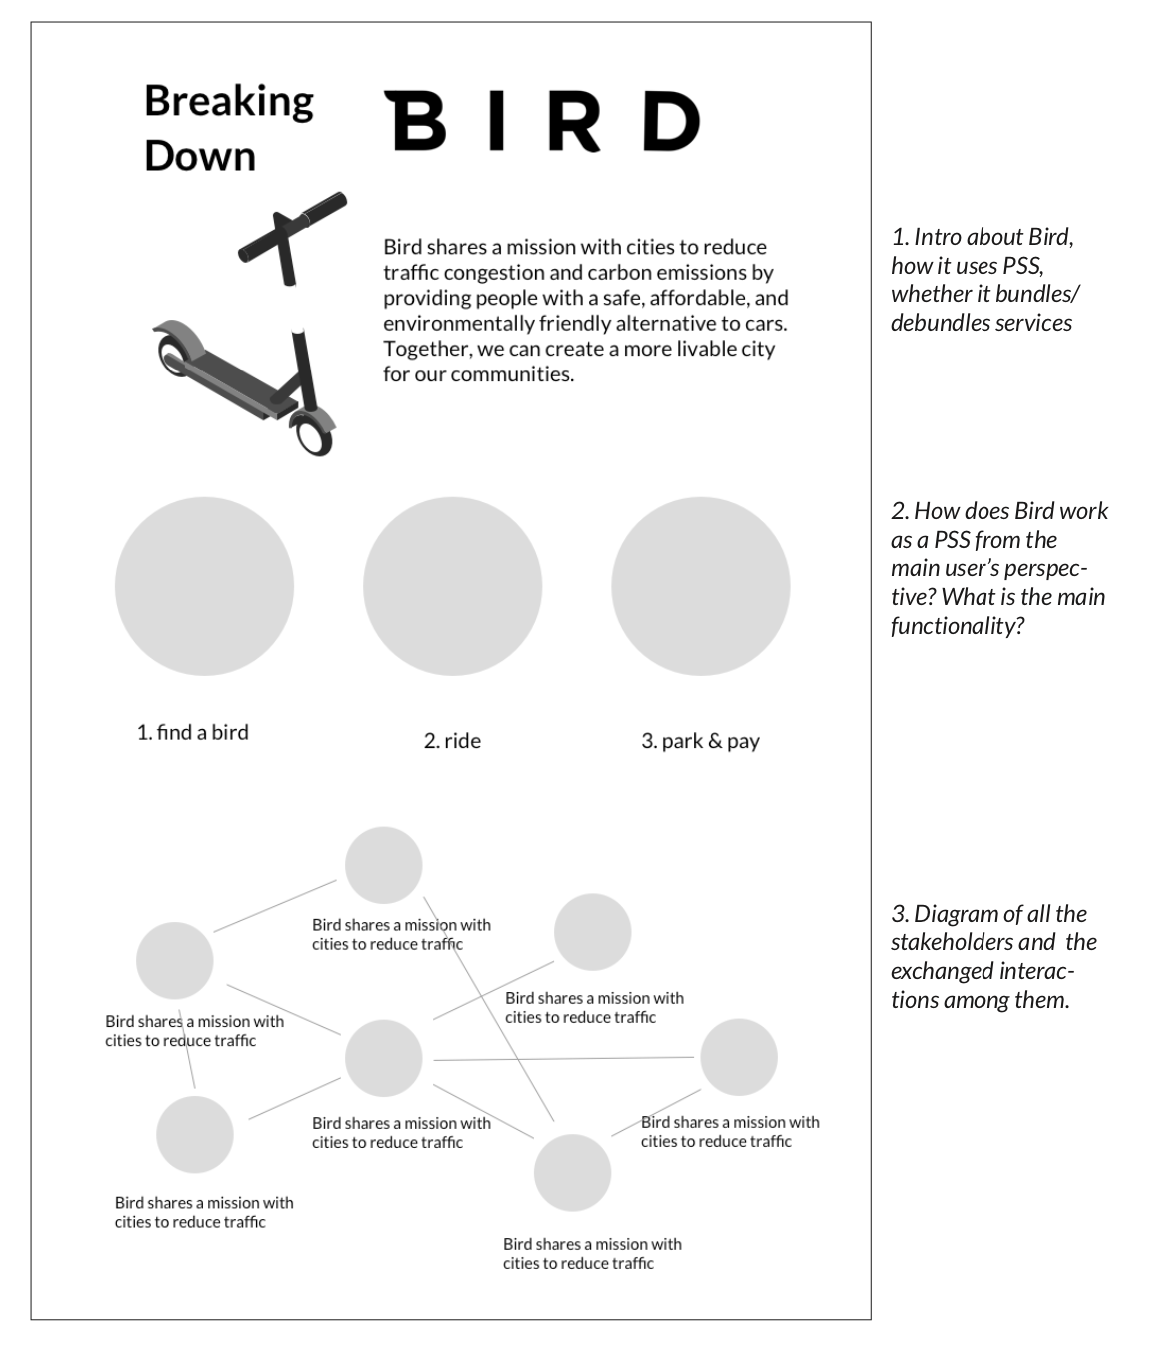 Breaking
Down
BIRD
Bird shares a mission with cities to reduce
traffic congestion and carbon emissions by
providing people with a safe, affordable, and
environmentally friendly alternative to cars.
Together, we can create a more livable city
for our communities.
1. Intro about Bird,
how it uses PSS,
whether it bundles/
debundles services
2. How does Bird work
as a PSS from the
main user's perspec-
tive? What is the main
functionality?
1. find a bird
2. ride
3. park & pay
3. Diagram of all the
stakeholders and the
exchanged interac-
tions among them.
Bird shares a mission with
cities to reduce traffic
Bird shares a mission with
cities to reduce traffic
Bird shares a mission with
cities to reduce traffic
Bird shares a mission with
cities to reduce traffic
Bird shares a mission with
cities to reduce traffic
Bird shares a mission with
cities to reduce traffic
Bird shares a mission with
cities to reduce traffic